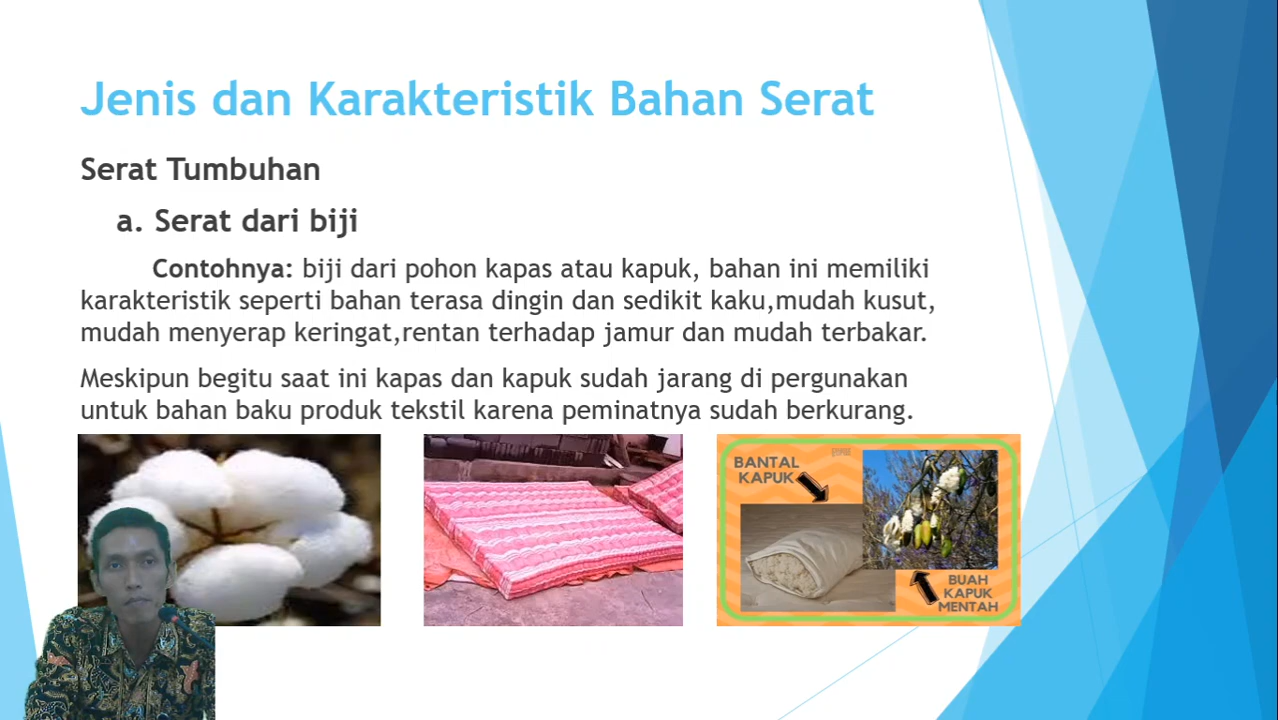 Jenis dan Karakteristik Bahan Serat
Serat Tumbuhan
a. Serat dari biji
Contohnya: biji dari pohon kapas atau kapuk, bahan ini memiliki
karakteristik seperti bahan terasa dingin dan sedikit kaku,mudah kusut,
mudah menyerap keringat,rentan terhadap jamur dan mudah terbakar.
Meskipun begitu saat ini kapas dan kapuk sudah jarang di pergunakan
untuk bahan baku produk tekstil karena peminatnya sudah berkurang.
BANTAL
KAPUK
BUAH
KAPUK
MENTAH